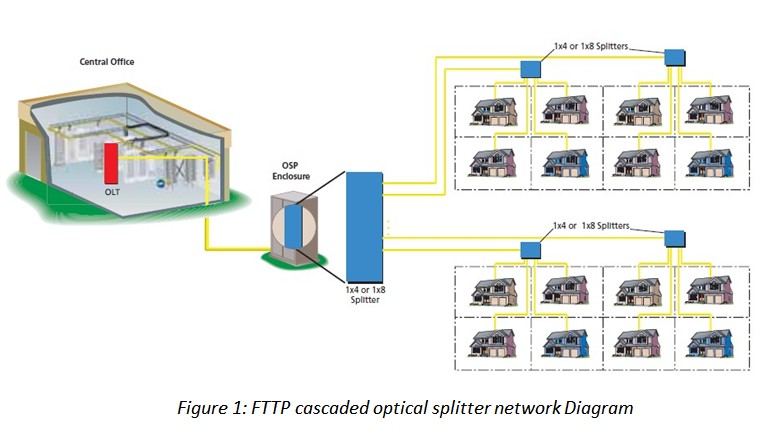 Central Office
OLT
OSP
Enclosure
1x4 or 1x8
Splitter
1x4 or 1x8 Splitters
1x4 or 1x8 Splitters
Figure 1: FTTP cascaded optical splitter network Diagram